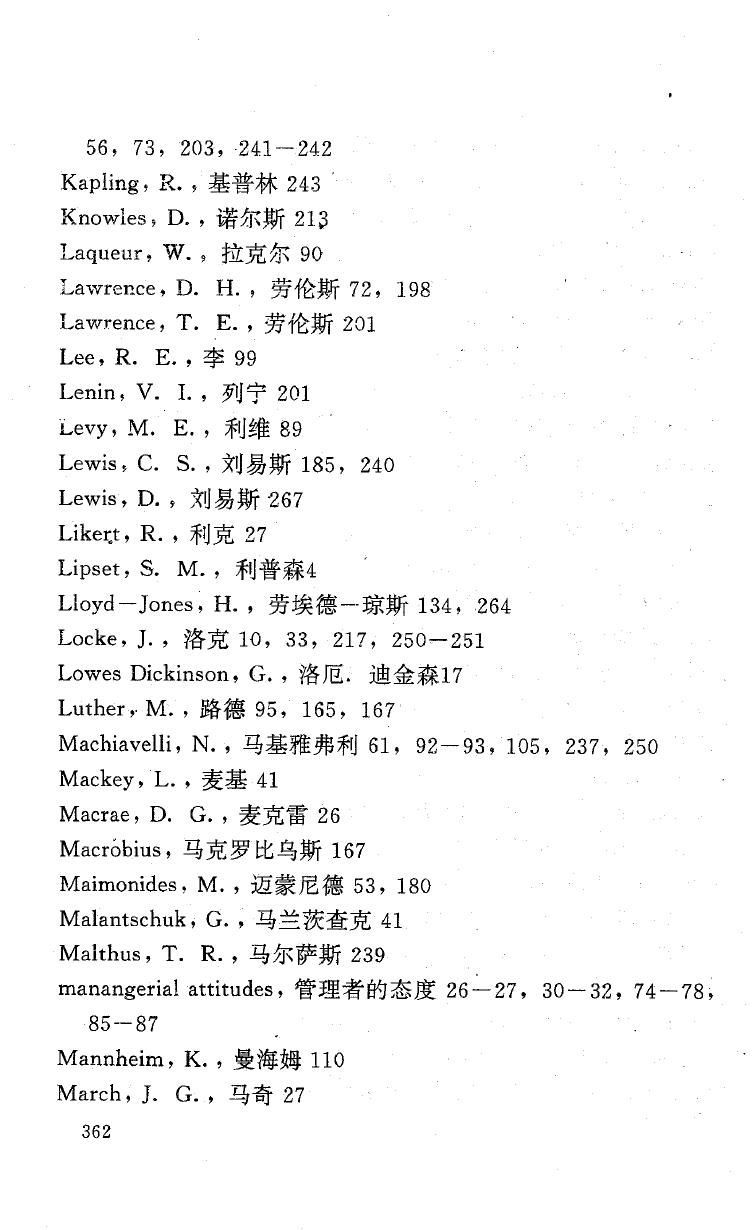 56，73，203，241－242
Kapling，R.，基普林 243
Knowles，D.，诺尔斯 213
Laqueur，W.，拉克尔 90
Lawrence，D. H.，劳伦斯 72，198
Lawrence，T. E.，劳伦斯 201
Lee，R. E.，李 99
Lenin，V. I.，列宁 201
Levy，M. E.，利维 89
Lewis，C. S.，刘易斯 185，240
Lewis，D.，刘易斯 267
Likert，R.，利克 27
Lipset，S. M.，利普森4
Lloyd－Jones，H.，劳埃德－琼斯 134，264
Locke，J.，洛克 10，33，217，250－251
Lowes Dickinson，G.，洛厄．迪金森17
Luther，M.，路德 95，165，167
Machiavelli，N.，马基雅弗利 61，92－93，105，237，250
Mackey，L.，麦基 41
Macrae，D. G.，麦克雷 26
Macróbius，马克罗比乌斯 167
Maimonides，M.，迈蒙尼德 53，180
Malantschuk，G.，马兰茨查克 41
Malthus，T. R.，马尔萨斯 239
manangerial attitudes，管理者的态度 26－27，30－32，74－78，
85－87
Mannheim，K.，曼海姆 110
March，J. G.，马奇 27
362